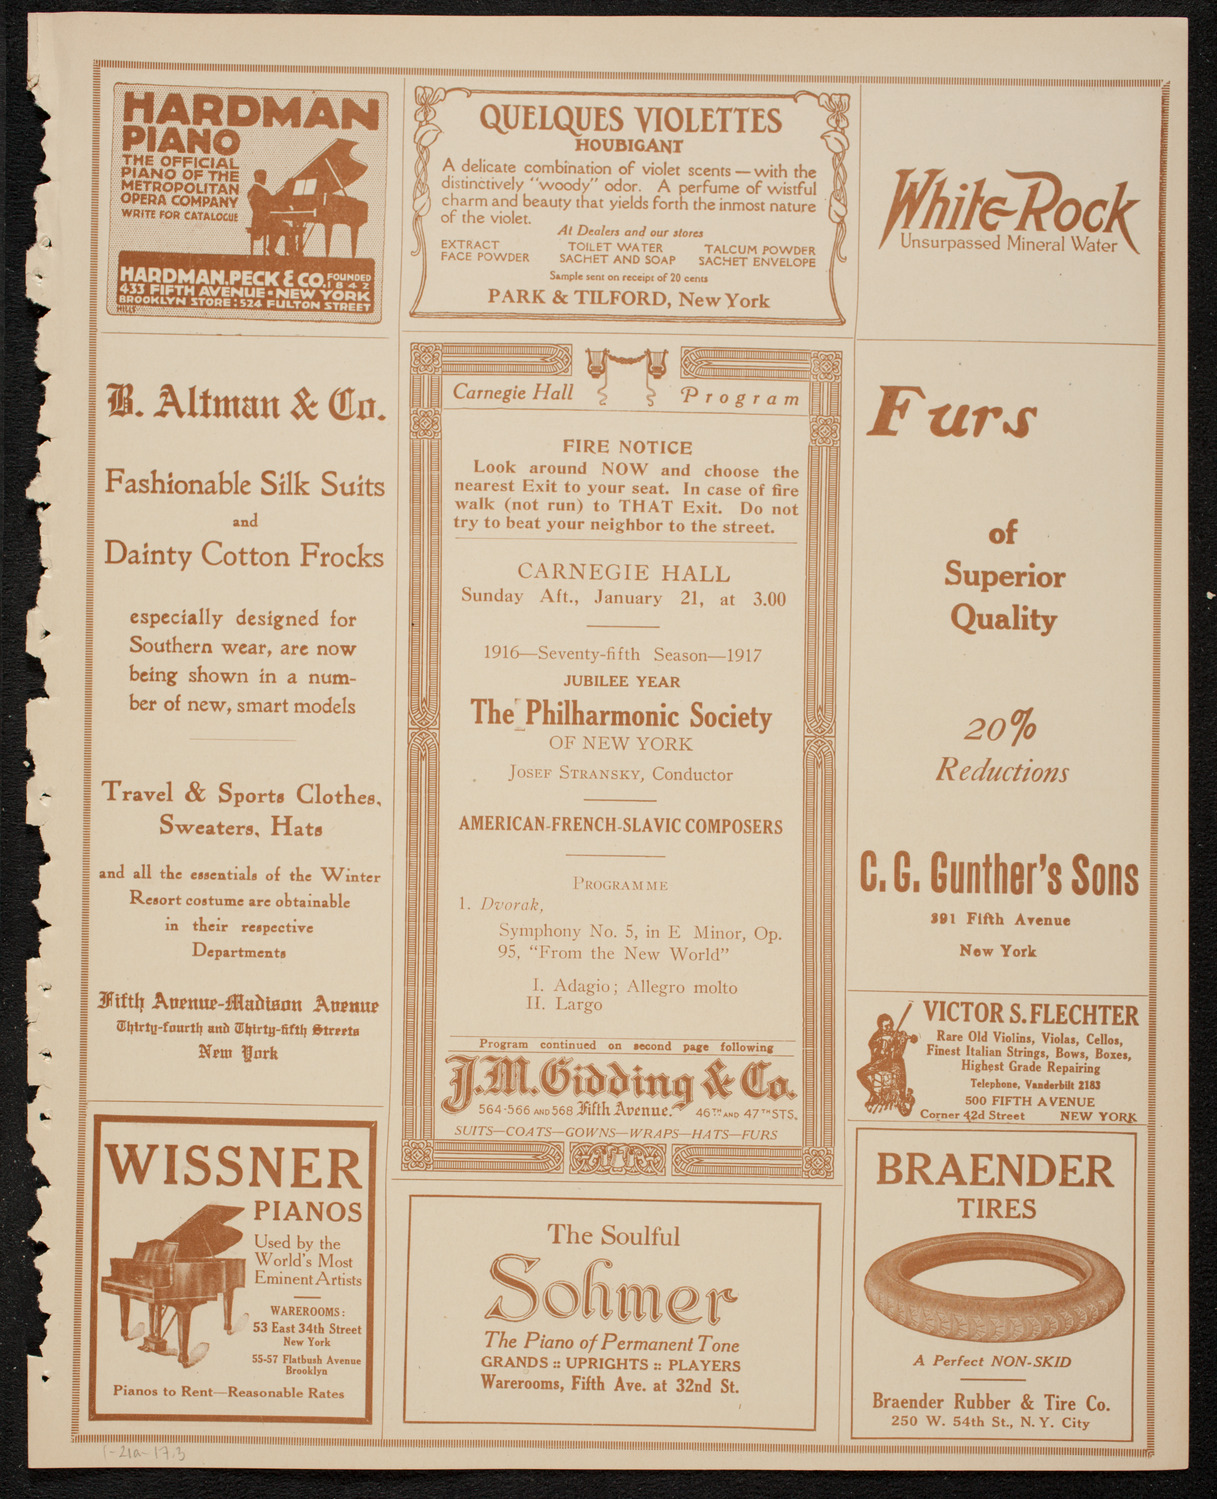 HARDMAN
PIANO
THE OFFICIAL
PIANO OF THE
METROPOLITAN
OPERA COMPANY
WRITE FOR CATALOGUE
HARDMAN, PECK & CO. FOUNDED 1842
433 FIFTH AVENUE • NEW YORK
BROOKLYN STORE: 524 FULTON STREET
MILLS
QUELQUES VIOLETTES
HOUBIGANT
A delicate combination of violet scents — with the
distinctively "woody" odor. A perfume of wistful
charm and beauty that yields forth the inmost nature
of the violet.
At Dealers and our stores
EXTRACT TOILET WATER TALCUM POWDER
FACE POWDER SACHET AND SOAP SACHET ENVELOPE
Sample sent on receipt of 20 cents
PARK & TILFORD, New York
White-Rock
Unsurpassed Mineral Water
B. Altman & Co.
Fashionable Silk Suits
and
Dainty Cotton Frocks
especially designed for
Southern wear, are now
being shown in a num-
ber of new, smart models
Travel & Sports Clothes,
Sweaters, Hats
and all the essentials of the Winter
Resort costume are obtainable
in their respective
Departments
Fifth Avenue-Madison Avenue
Thirty-fourth and Thirty-fifth Streets
New York
WISSNER
PIANOS
Used by the
World's Most
Eminent Artists
WAREROOMS:
53 East 34th Street
New York
55-57 Flatbush Avenue
Brooklyn
Pianos to Rent—Reasonable Rates
Carnegie Hall Program
FIRE NOTICE
Look around NOW and choose the
nearest Exit to your seat. In case of fire
walk (not run) to THAT Exit. Do not
try to beat your neighbor to the street.
CARNEGIE HALL
Sunday Aft., January 21, at 3.00
1916—Seventy-fifth Season—1917
JUBILEE YEAR
The Philharmonic Society
OF NEW YORK
JOSEF STRANSKY, Conductor
AMERICAN-FRENCH-SLAVIC COMPOSERS
PROGRAMME
1. Dvorak,
Symphony No. 5, in E Minor, Op.
95, "From the New World"
I. Adagio; Allegro molto
II. Largo
Program continued on second page following
J.M. Gidding & Co.
564-566 AND 568 Fifth Avenue. 46TH AND 47TH STS.
SUITS—COATS—GOWNS—WRAPS—HATS—FURS
The Soulful
Sohmer
The Piano of Permanent Tone
GRANDS :: UPRIGHTS :: PLAYERS
Warerooms, Fifth Ave. at 32nd St.
Furs
of
Superior
Quality
20%
Reductions
C. G. Gunther's Sons
391 Fifth Avenue
New York
VICTOR S. FLECHTER
Rare Old Violins, Violas, Cellos,
Finest Italian Strings, Bows, Boxes,
Highest Grade Repairing
Telephone, Vanderbilt 2183
500 FIFTH AVENUE
Corner 42d Street NEW YORK
BRAENDER
TIRES
A Perfect NON-SKID
Braender Rubber & Tire Co.
250 W. 54th St., N. Y. City
1-21a-17.3